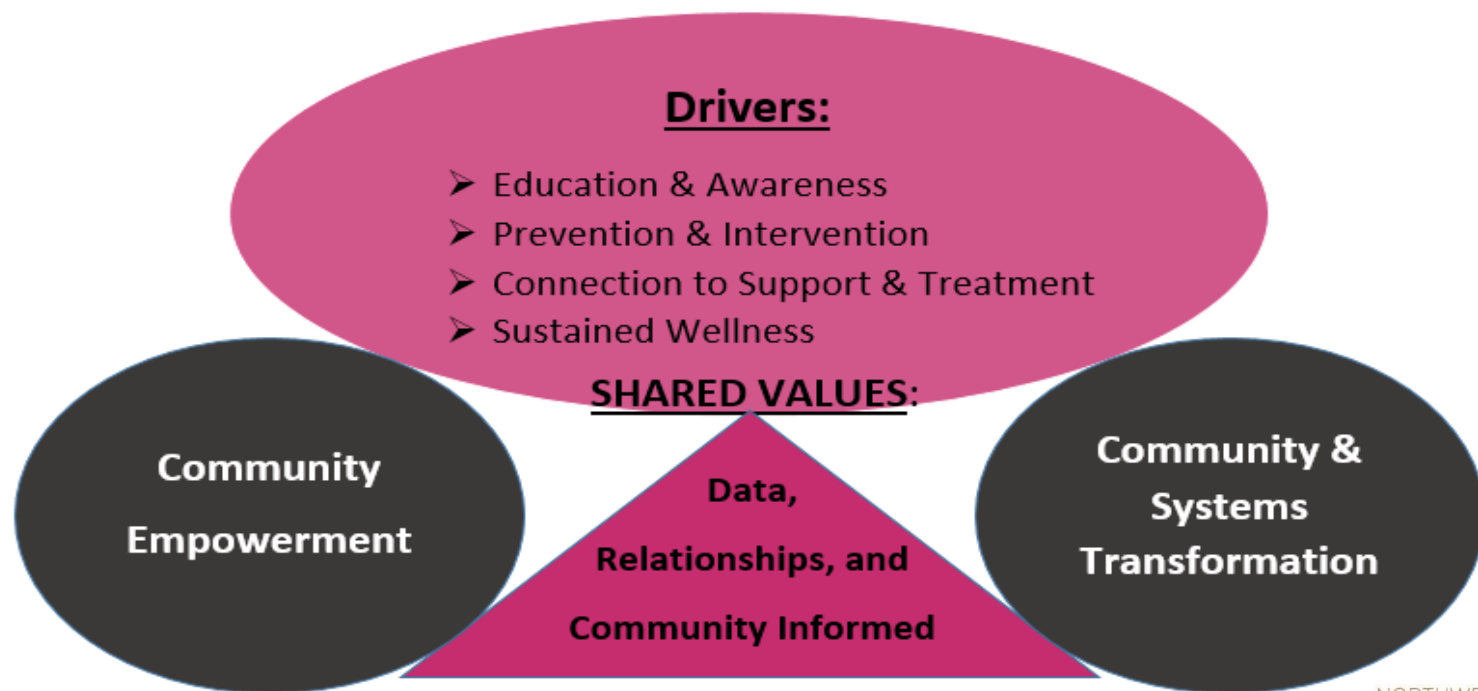 Drivers:
➢ Education & Awareness
➢ Prevention & Intervention
➢ Connection to Support & Treatment
➢ Sustained Wellness
SHARED VALUES:
Community
Empowerment
Data,
Relationships, and
Community Informed
Community &
Systems
Transformation